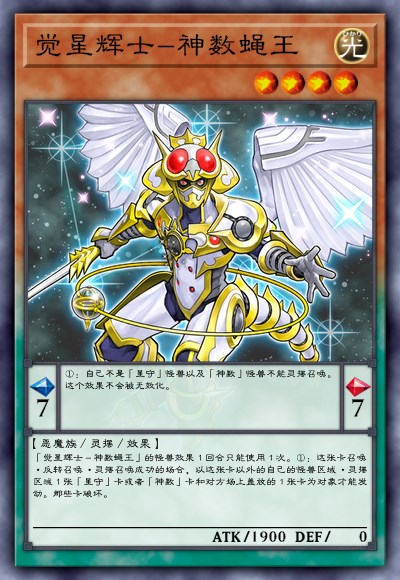 觉星辉士–神数蝇王
光
①：自己不是「星守」怪兽以及「神数」怪兽不能灵摆召唤。
这个效果不会被无效化。
7
7
【恶魔族／灵摆／效果】
「觉星辉士–神数蝇王」的怪兽效果1回合只能使用1次。①：这张卡召唤
·反转召唤·灵摆召唤成功的场合，以这张卡以外的自己的怪兽区域·灵摆
区域1张「星守」卡或者「神数」卡和对方场上盖放的1张卡为对象才能发
动。那些卡破坏。
ATK/1900 DEF/ 0